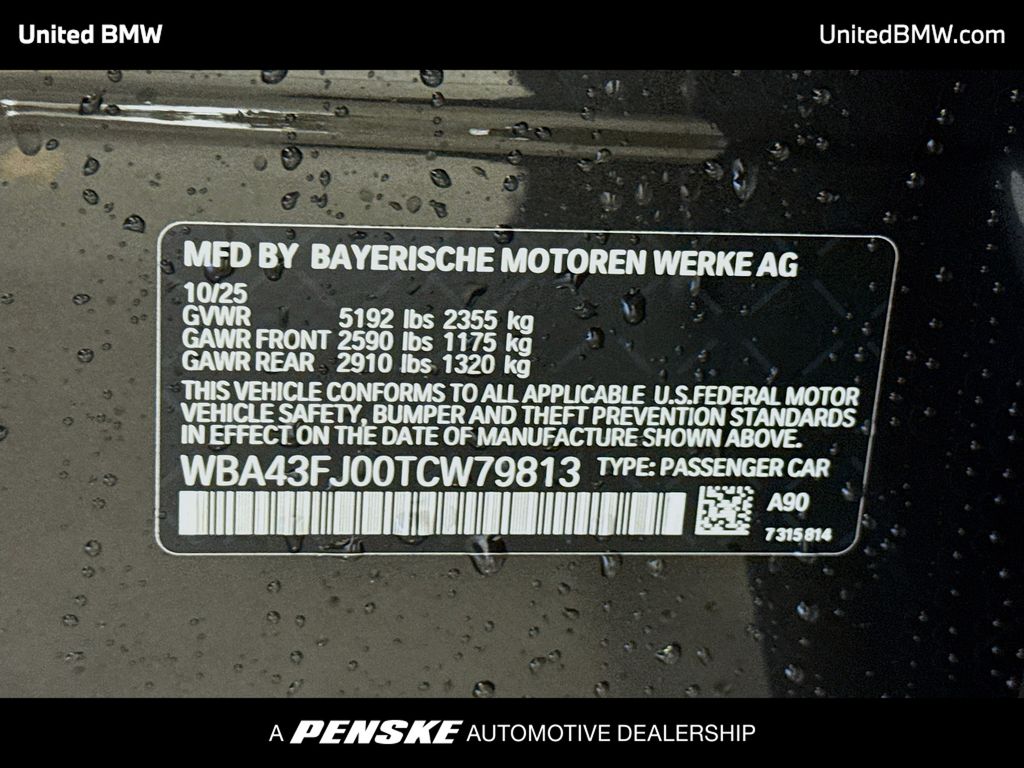 United BMW
UnitedBMW.com
MFD BY BAYERISCHE MOTOREN WERKE AG
10/25
GVWR 5192 lbs 2355 kg
GAWR FRONT 2590 lbs 1175 kg
GAWR REAR 2910 lbs 1320 kg
THIS VEHICLE CONFORMS TO ALL APPLICABLE U.S.FEDERAL MOTOR
VEHICLE SAFETY, BUMPER AND THEFT PREVENTION STANDARDS
IN EFFECT ON THE DATE OF MANUFACTURE SHOWN ABOVE.
WBA43FJ00TCW79813 TYPE: PASSENGER CAR
A90
7315814
A PENSKE AUTOMOTIVE DEALERSHIP